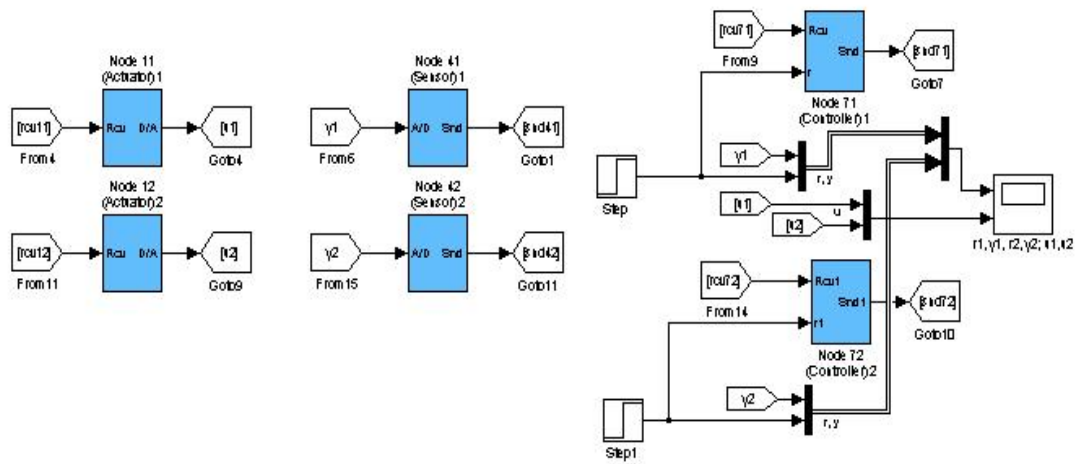 Node 11
(Actuator)1
[rcu11]
Rcu D/A
[u1]
From4
Goto4
Node 12
(Actuator)2
[rcu12]
Rcu D/A
[u2]
From11
Goto9
Node 41
(Sensor)1
y1
A/D Snd
[snd41]
From6
Goto1
Node 42
(Sensor)2
y2
A/D Snd
[snd42]
From15
Goto11
[rcu71]
Rcu
Snd
[snd71]
From9
r
Goto7
Node 71
(Controller)1
y1
r, y
Step
[u1]
u
[u2]
r1, y1, r2, y2; u1, u2
[rcu72]
Rcu1
Snd1
[snd72]
From14
r1
Goto10
Node 72
(Controller)2
y2
r, y
Step1